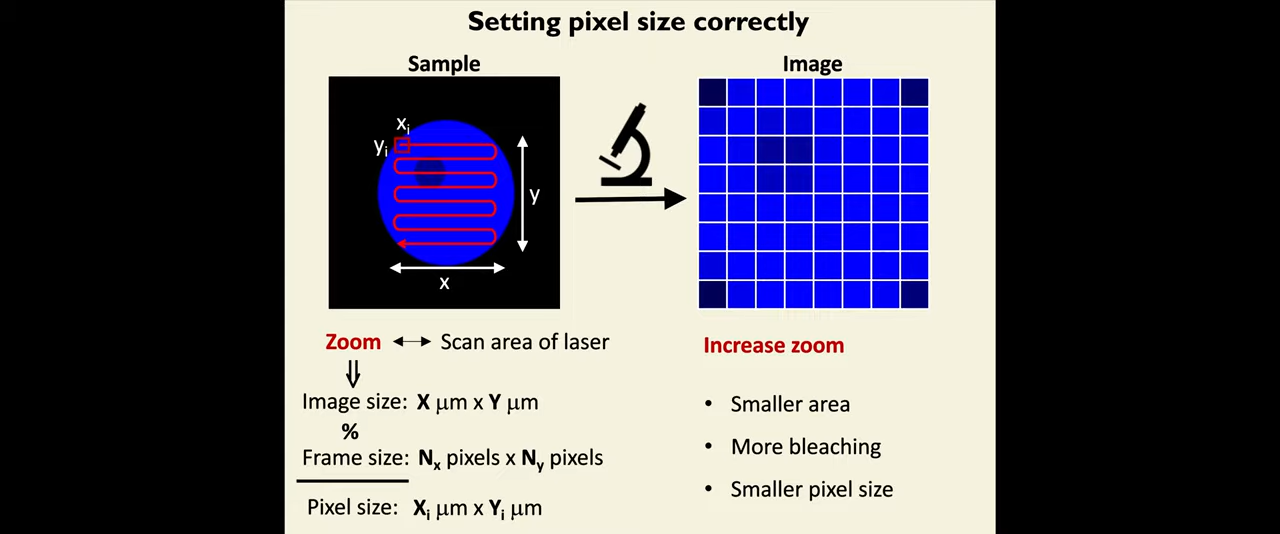 Setting pixel size correctly
Sample
Image
xi
yi
y
x
Zoom ↔ Scan area of laser
Image size: X μm x Y μm
%
Frame size: Nx pixels x Ny pixels
Pixel size: Xi μm x Yi μm
Increase zoom
• Smaller area
• More bleaching
• Smaller pixel size